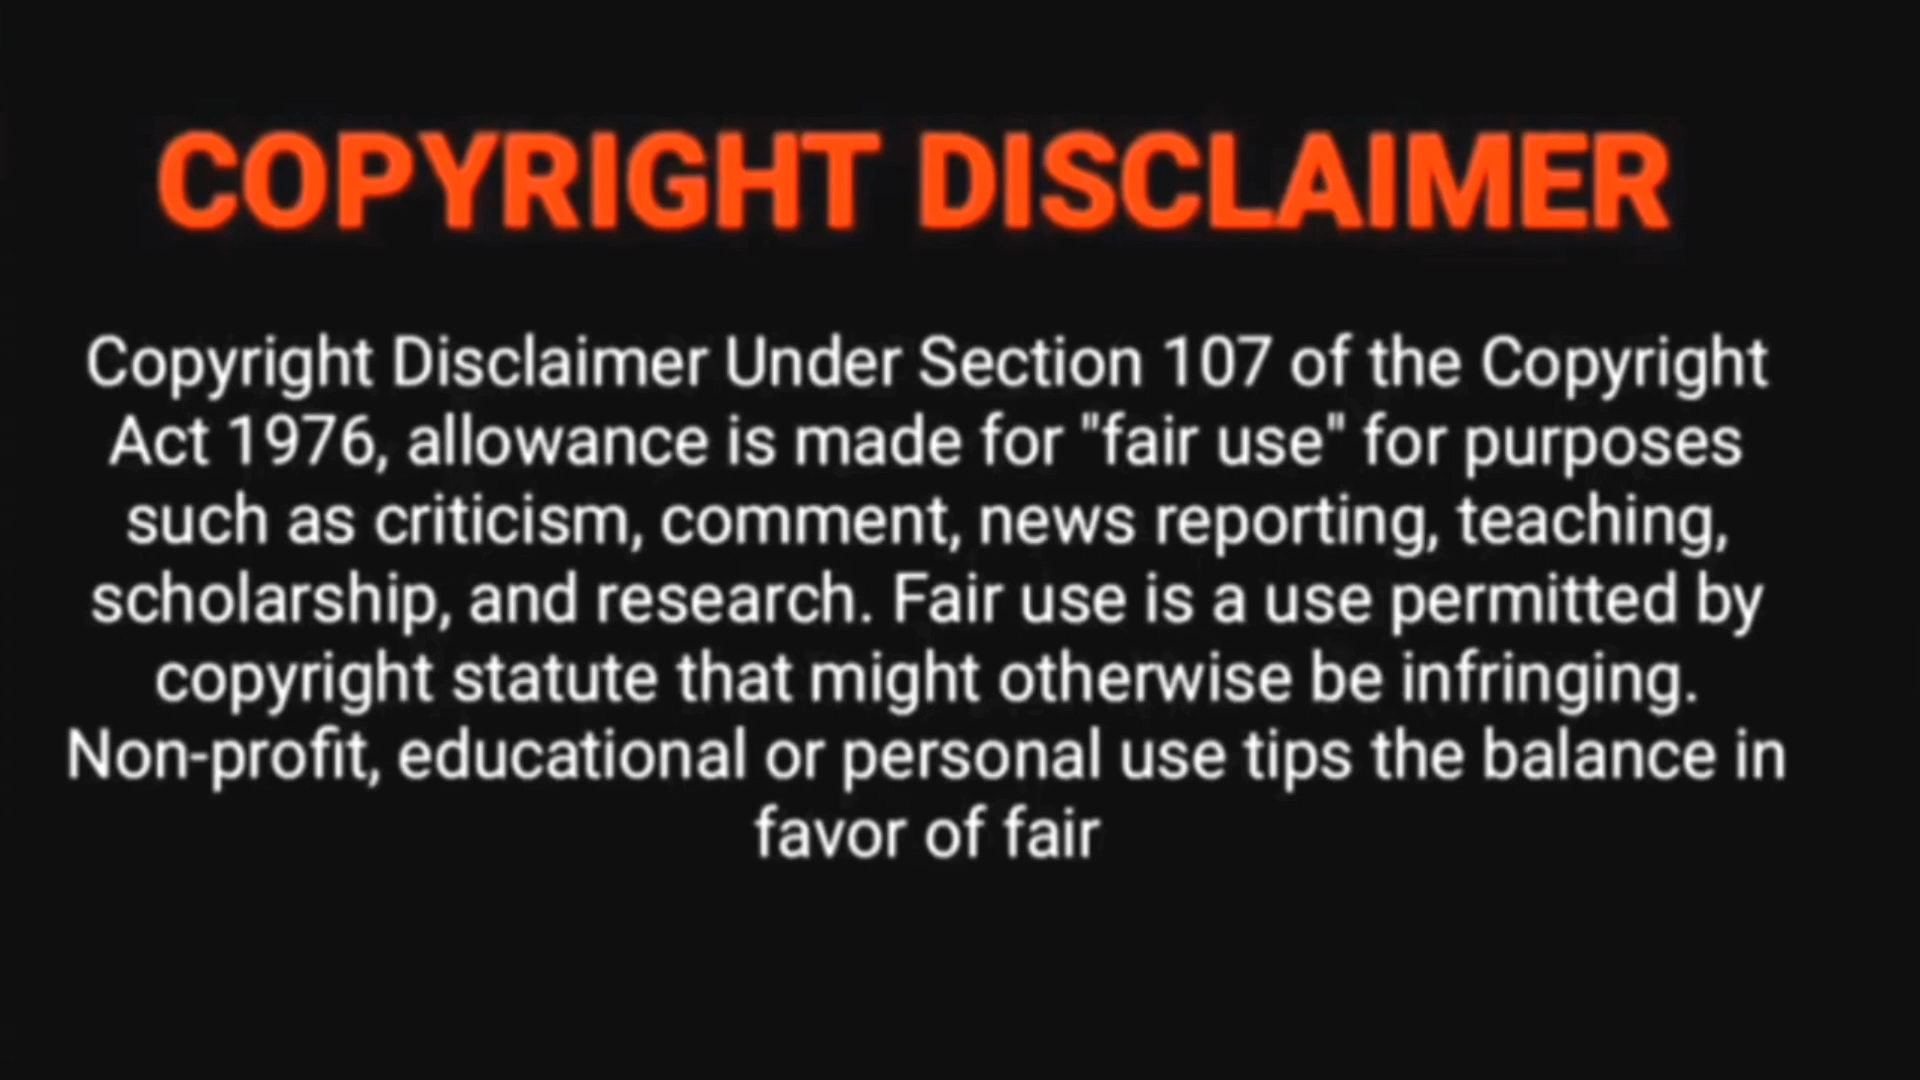 COPYRIGHT DISCLAIMER
Copyright Disclaimer Under Section 107 of the Copyright
Act 1976, allowance is made for "fair use" for purposes
such as criticism, comment, news reporting, teaching,
scholarship, and research. Fair use is a use permitted by
copyright statute that might otherwise be infringing.
Non-profit, educational or personal use tips the balance in
favor of fair